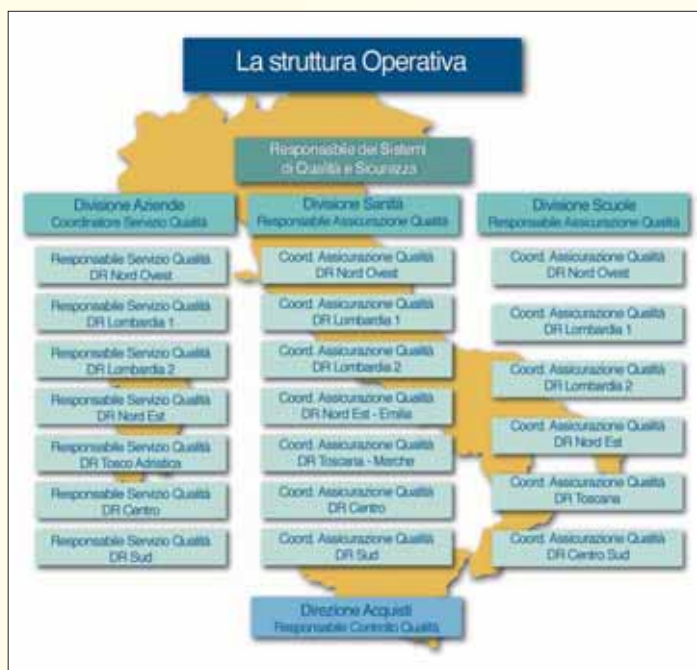 La struttura Operativa
Responsabile dei Sistemi
di Qualità e Sicurazza
Divisione Aziende
Coordinatore Servizio Qualità
Responsabile Servizio Qualità
DR Nord Ovest
Responsabile Servizio Qualità
DR Lombardia 1
Responsabile Servizio Qualità
DR Lombardia 2
Responsabile Servizio Qualità
DR Nord Est
Responsabile Servizio Qualità
DR Tosco Adriatica
Responsabile Servizio Qualità
DR Centro
Responsabile Servizio Qualità
DR Sud
Divisione Sanità
Responsabile Assicurazione Qualità
Coord. Assicurazione Qualità
DR Nord Ovest
Coord. Assicurazione Qualità
DR Lombardia 1
Coord. Assicurazione Qualità
DR Lombardia 2
Coord. Assicurazione Qualità
DR Nord Est - Emilia
Coord. Assicurazione Qualità
DR Toscana - Marche
Coord. Assicurazione Qualità
DR Centro
Coord. Assicurazione Qualità
DR Sud
Divisione Scuole
Responsabile Assicurazione Qualità
Coord. Assicurazione Qualità
DR Nord Ovest
Coord. Assicurazione Qualità
DR Lombardia 1
Coord. Assicurazione Qualità
DR Lombardia 2
Coord. Assicurazione Qualità
DR Nord Est
Coord. Assicurazione Qualità
DR Toscana
Coord. Assicurazione Qualità
DR Centro Sud
Direzione Acquisti
Responsabile Controllo Qualità